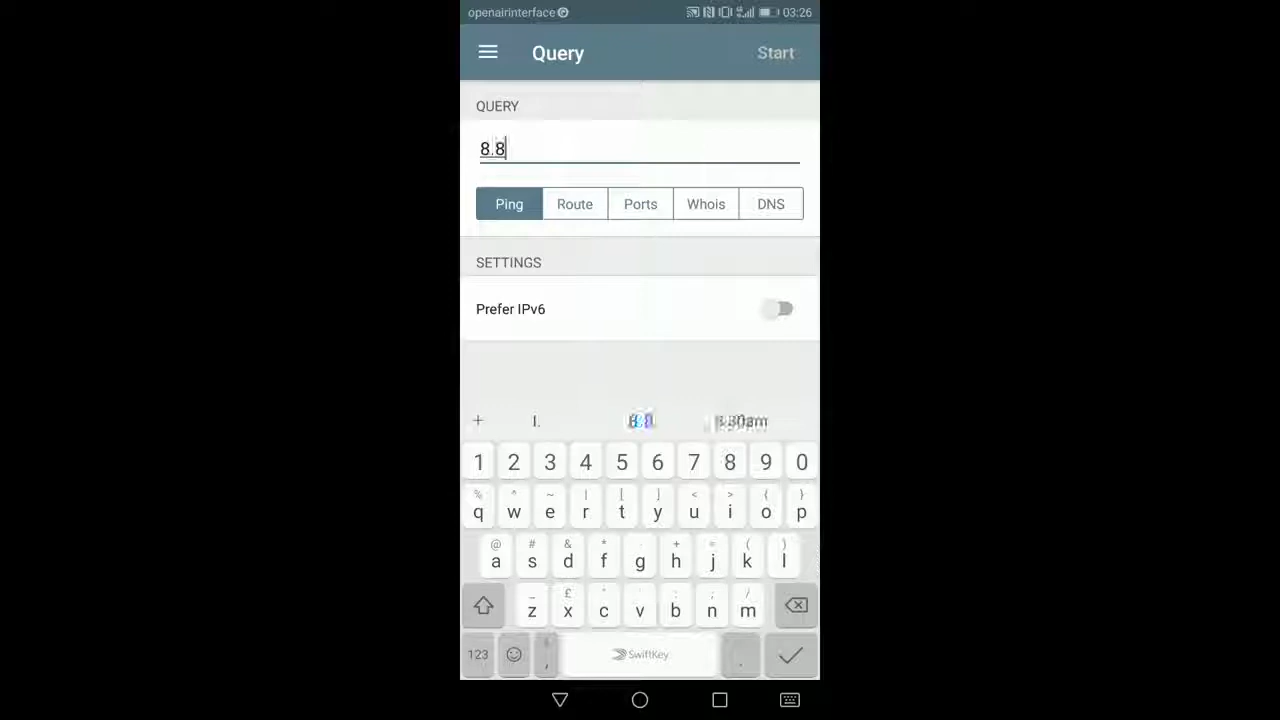 openairinterface 03:26
Query Start
QUERY
8.8
Ping Route Ports Whois DNS
SETTINGS
Prefer IPv6
+ I.
1 2 3 4 5 6 7 8 9 0
% ^ ~ | [ ] < > { }
q w e r t y u i o p
@ # & * - + = ( )
a s d f g h j k l
_ £ " ' : ; /
z x c v b n m
123 , SwiftKey .